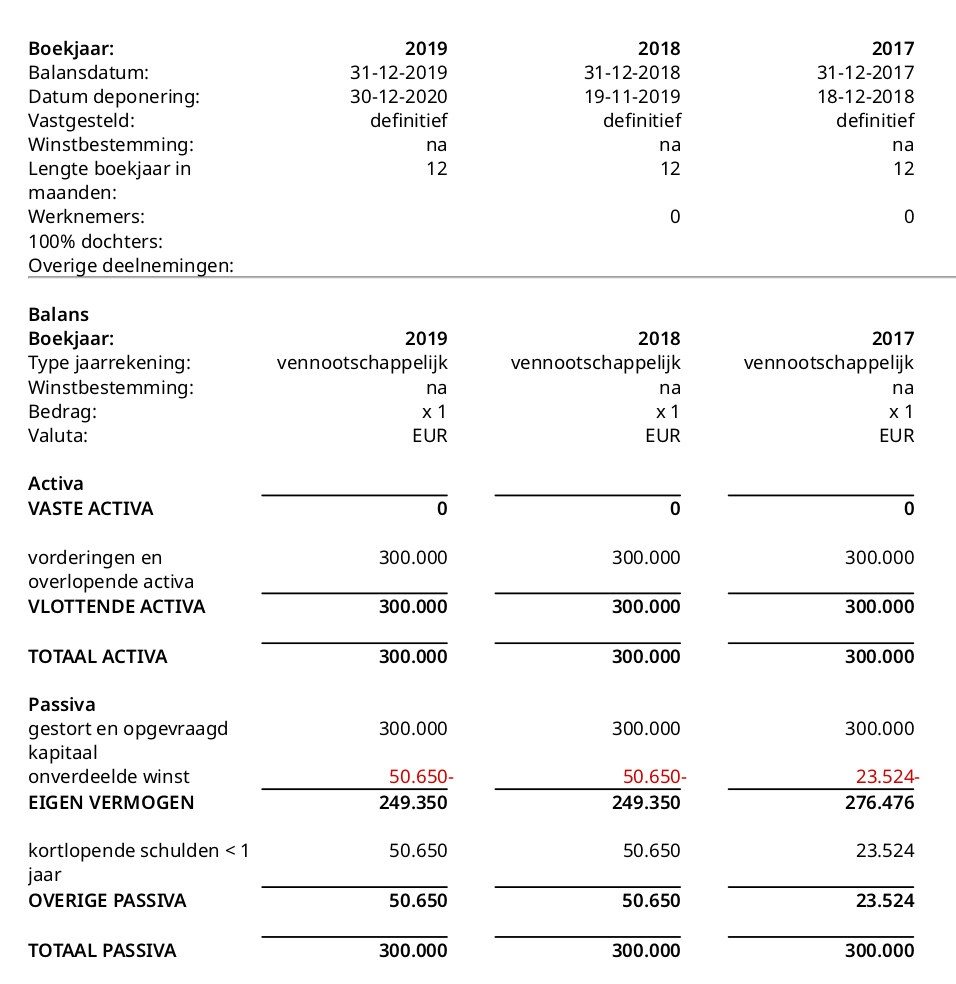 Boekjaar: 2019 2018 2017
Balansdatum: 31-12-2019 31-12-2018 31-12-2017
Datum deponering: 30-12-2020 19-11-2019 18-12-2018
Vastgesteld: definitief definitief definitief
Winstbestemming: na na na
Lengte boekjaar in 12 12 12
maanden:
Werknemers: 0 0
100% dochters:
Overige deelnemingen:
Balans
Boekjaar: 2019 2018 2017
Type jaarrekening: vennootschappelijk vennootschappelijk vennootschappelijk
Winstbestemming: na na na
Bedrag: x 1 x 1 x 1
Valuta: EUR EUR EUR
Activa
VASTE ACTIVA 0 0 0
vorderingen en 300.000 300.000 300.000
overlopende activa
VLOTTENDE ACTIVA 300.000 300.000 300.000
TOTAAL ACTIVA 300.000 300.000 300.000
Passiva
gestort en opgevraagd 300.000 300.000 300.000
kapitaal
onverdeelde winst 50.650- 50.650- 23.524-
EIGEN VERMOGEN 249.350 249.350 276.476
kortlopende schulden < 1 50.650 50.650 23.524
jaar
OVERIGE PASSIVA 50.650 50.650 23.524
TOTAAL PASSIVA 300.000 300.000 300.000